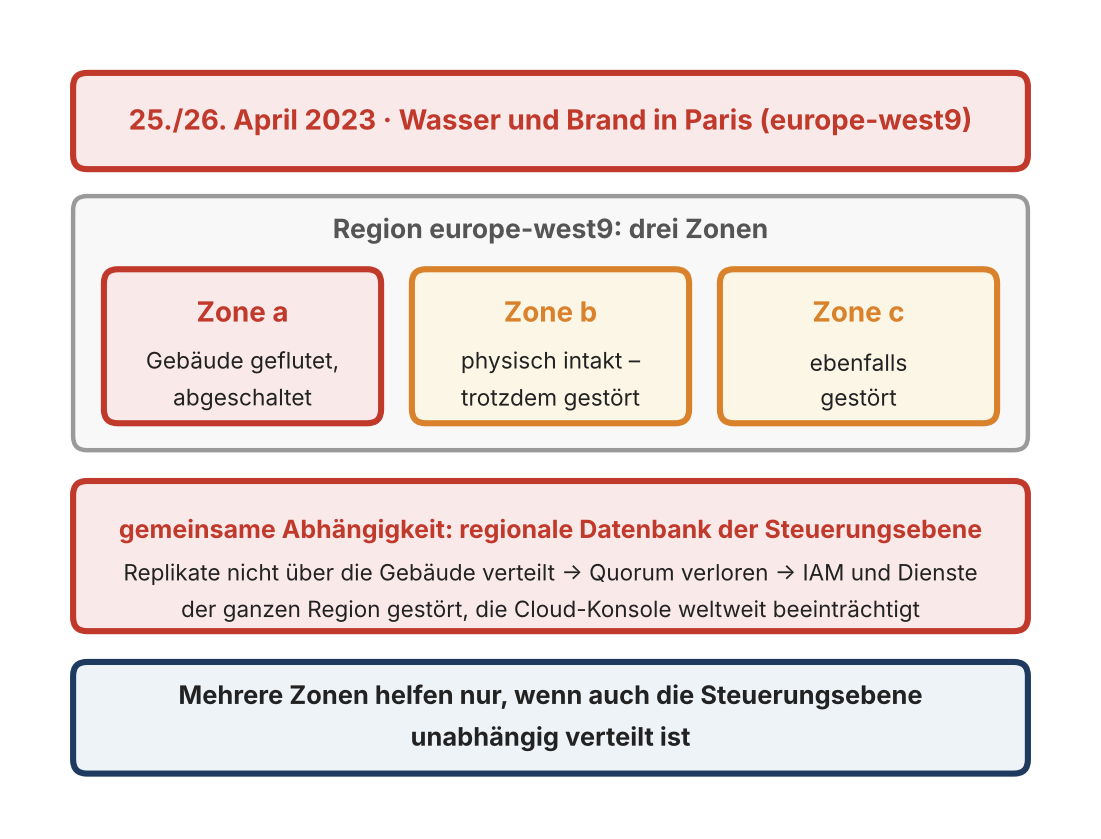 25./26. April 2023 · Wasser und Brand in Paris (europe-west9)
Region europe-west9: drei Zonen
Zone a
Gebäude geflutet,
abgeschaltet
Zone b
physisch intakt –
trotzdem gestört
Zone c
ebenfalls
gestört
gemeinsame Abhängigkeit: regionale Datenbank der Steuerungsebene
Replikate nicht über die Gebäude verteilt → Quorum verloren → IAM und Dienste
der ganzen Region gestört, die Cloud-Konsole weltweit beeinträchtigt
Mehrere Zonen helfen nur, wenn auch die Steuerungsebene
unabhängig verteilt ist